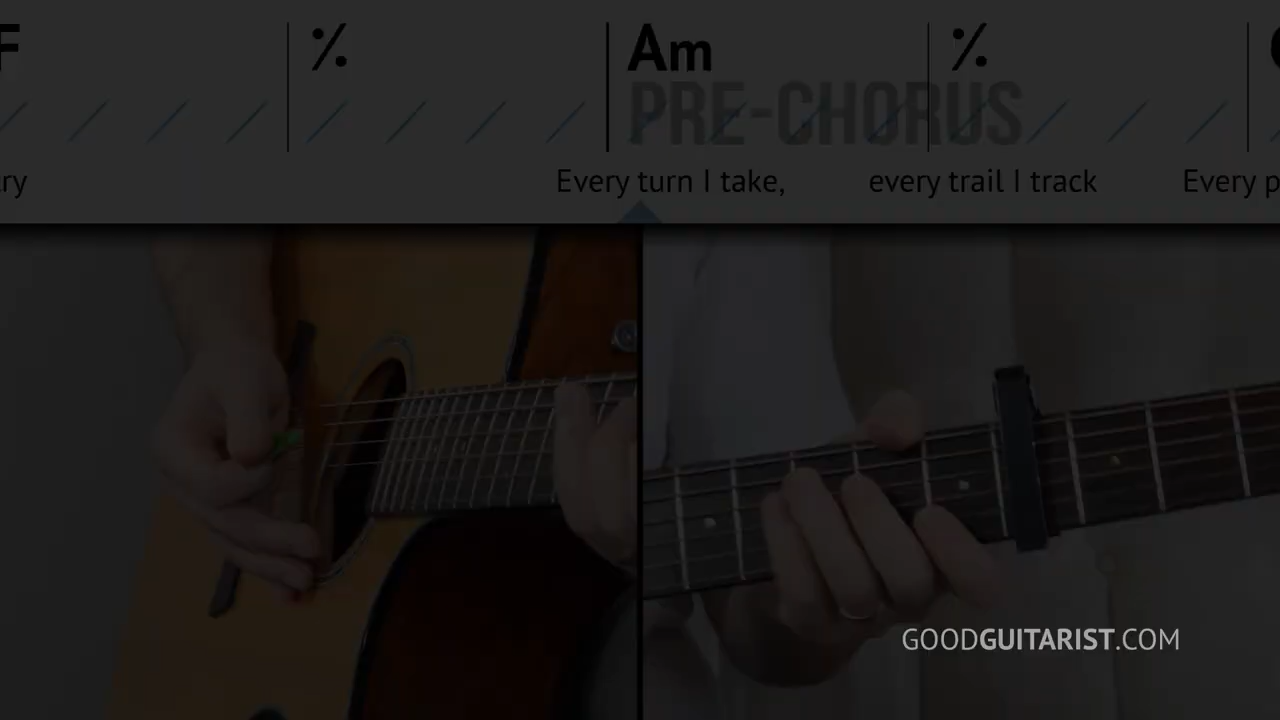 F % Am %
PRE-CHORUS
ry Every turn I take, every trail I track Every p
GOODGUITARIST.COM